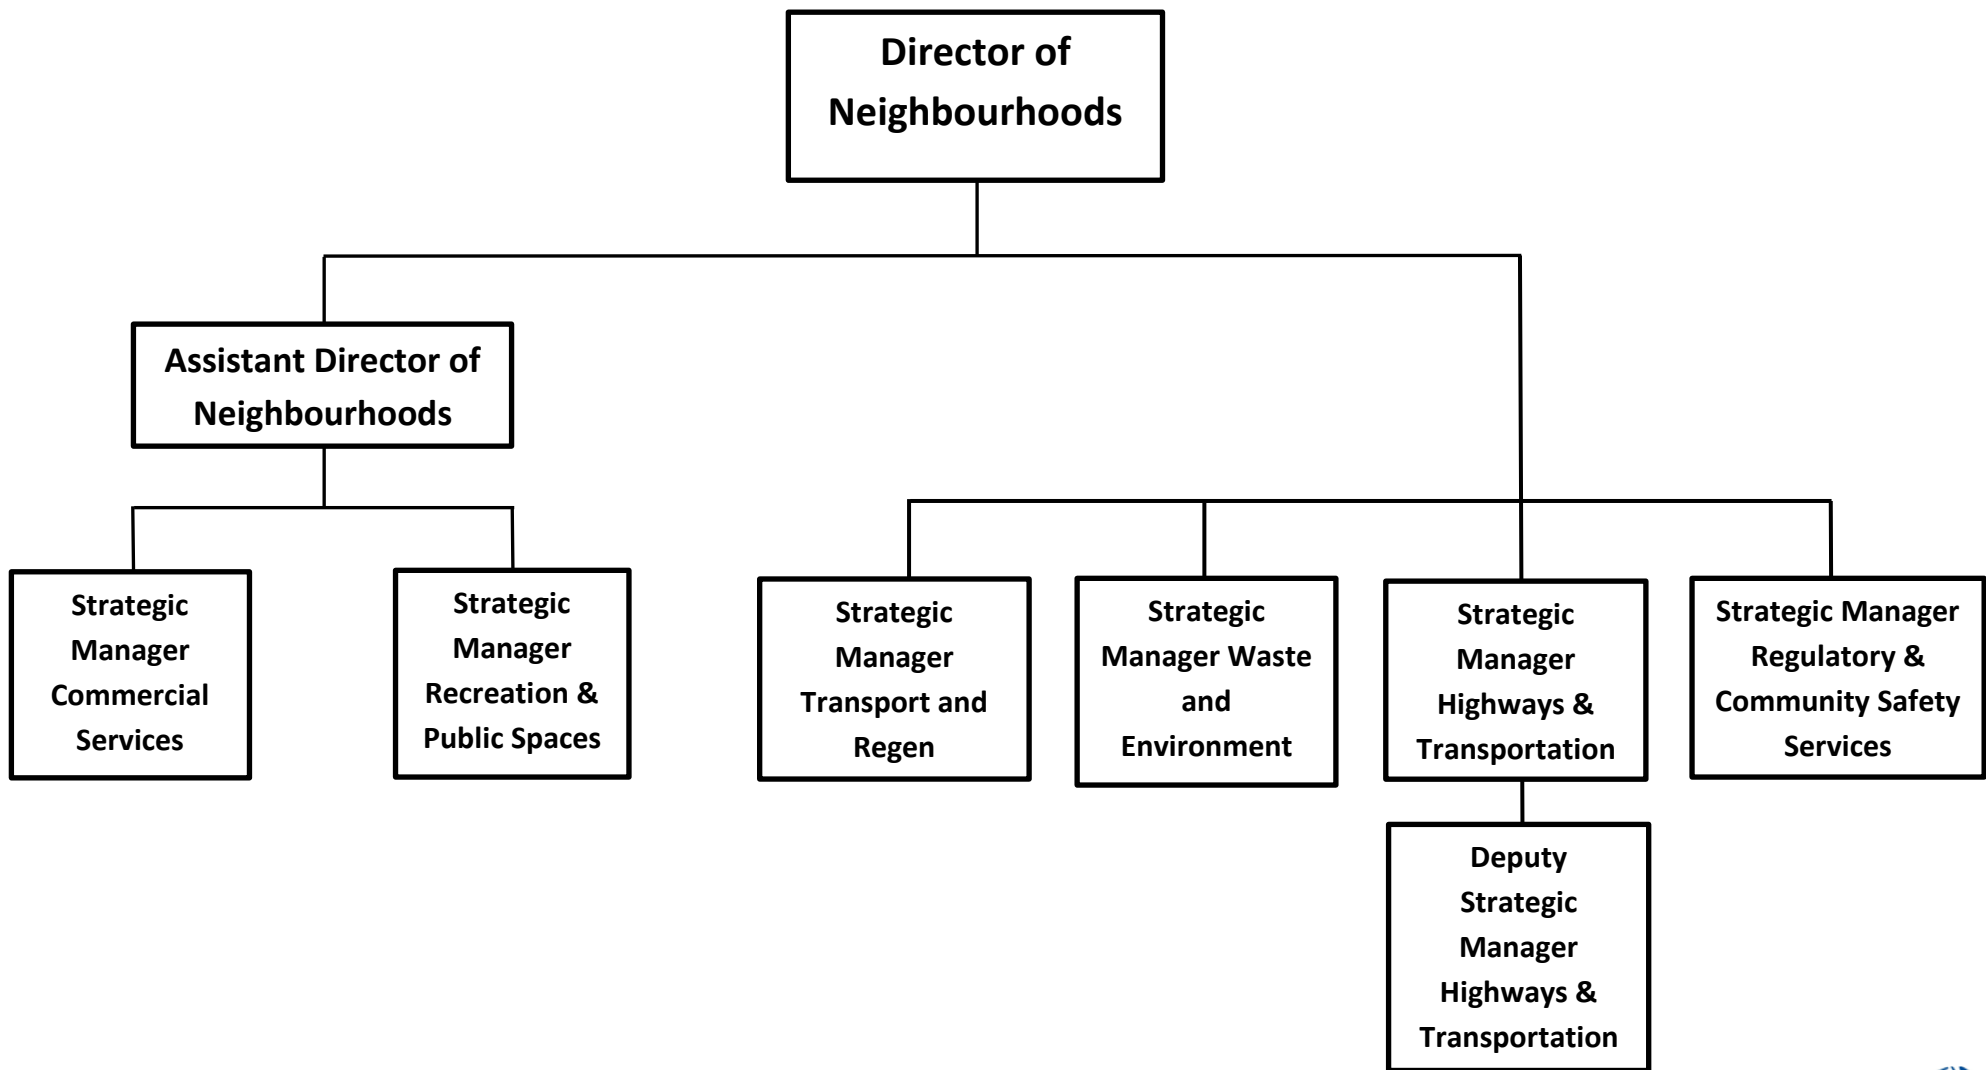 Director of
Neighbourhoods
Assistant Director of
Neighbourhoods
Strategic
Manager
Commercial
Services
Strategic
Manager
Recreation &
Public Spaces
Strategic
Manager
Transport and
Regen
Strategic
Manager Waste
and
Environment
Strategic
Manager
Highways &
Transportation
Strategic Manager
Regulatory &
Community Safety
Services
Deputy
Strategic
Manager
Highways &
Transportation